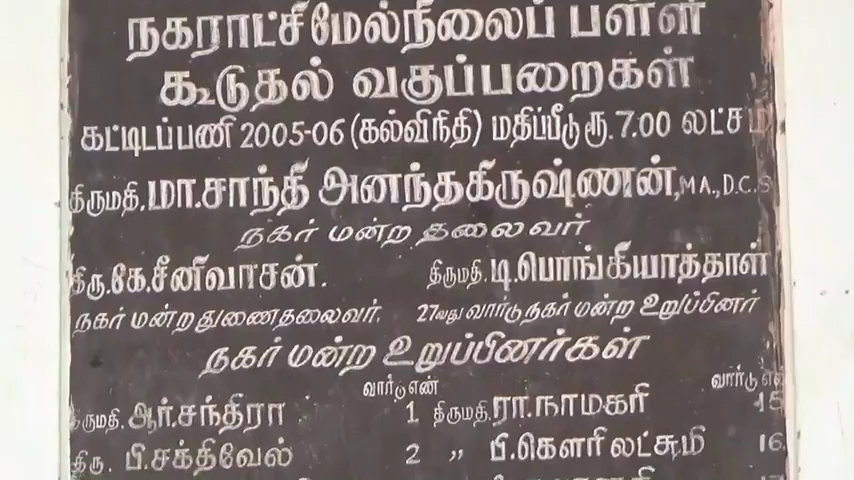 நகராட்சி மேல்நிலைப் பள்ளி
கூடுதல் வகுப்பறைகள்
கட்டிடப்பணி 2005-06 (கல்விநிதி) மதிப்பீடு ரூ. 7.00 லட்சம்
திருமதி. மா.சாந்தி அனந்தகிருஷ்ணன், M.A., D.C.S
நகர் மன்ற தலைவர்
திரு. கே.சீனிவாசன். திருமதி. டி.பொங்கியாத்தாள்
நகர் மன்ற துணைதலைவர். 27வது வார்டு நகர் மன்ற உறுப்பினர்
நகர் மன்ற உறுப்பினர்கள்
வார்டு எண் வார்டு எண்
திருமதி. ஆர்.சந்திரா 1 திருமதி. ரா.நாமகரி 15
திரு. பி.சக்திவேல் 2 ,, பி.கௌரிலட்சுமி 16